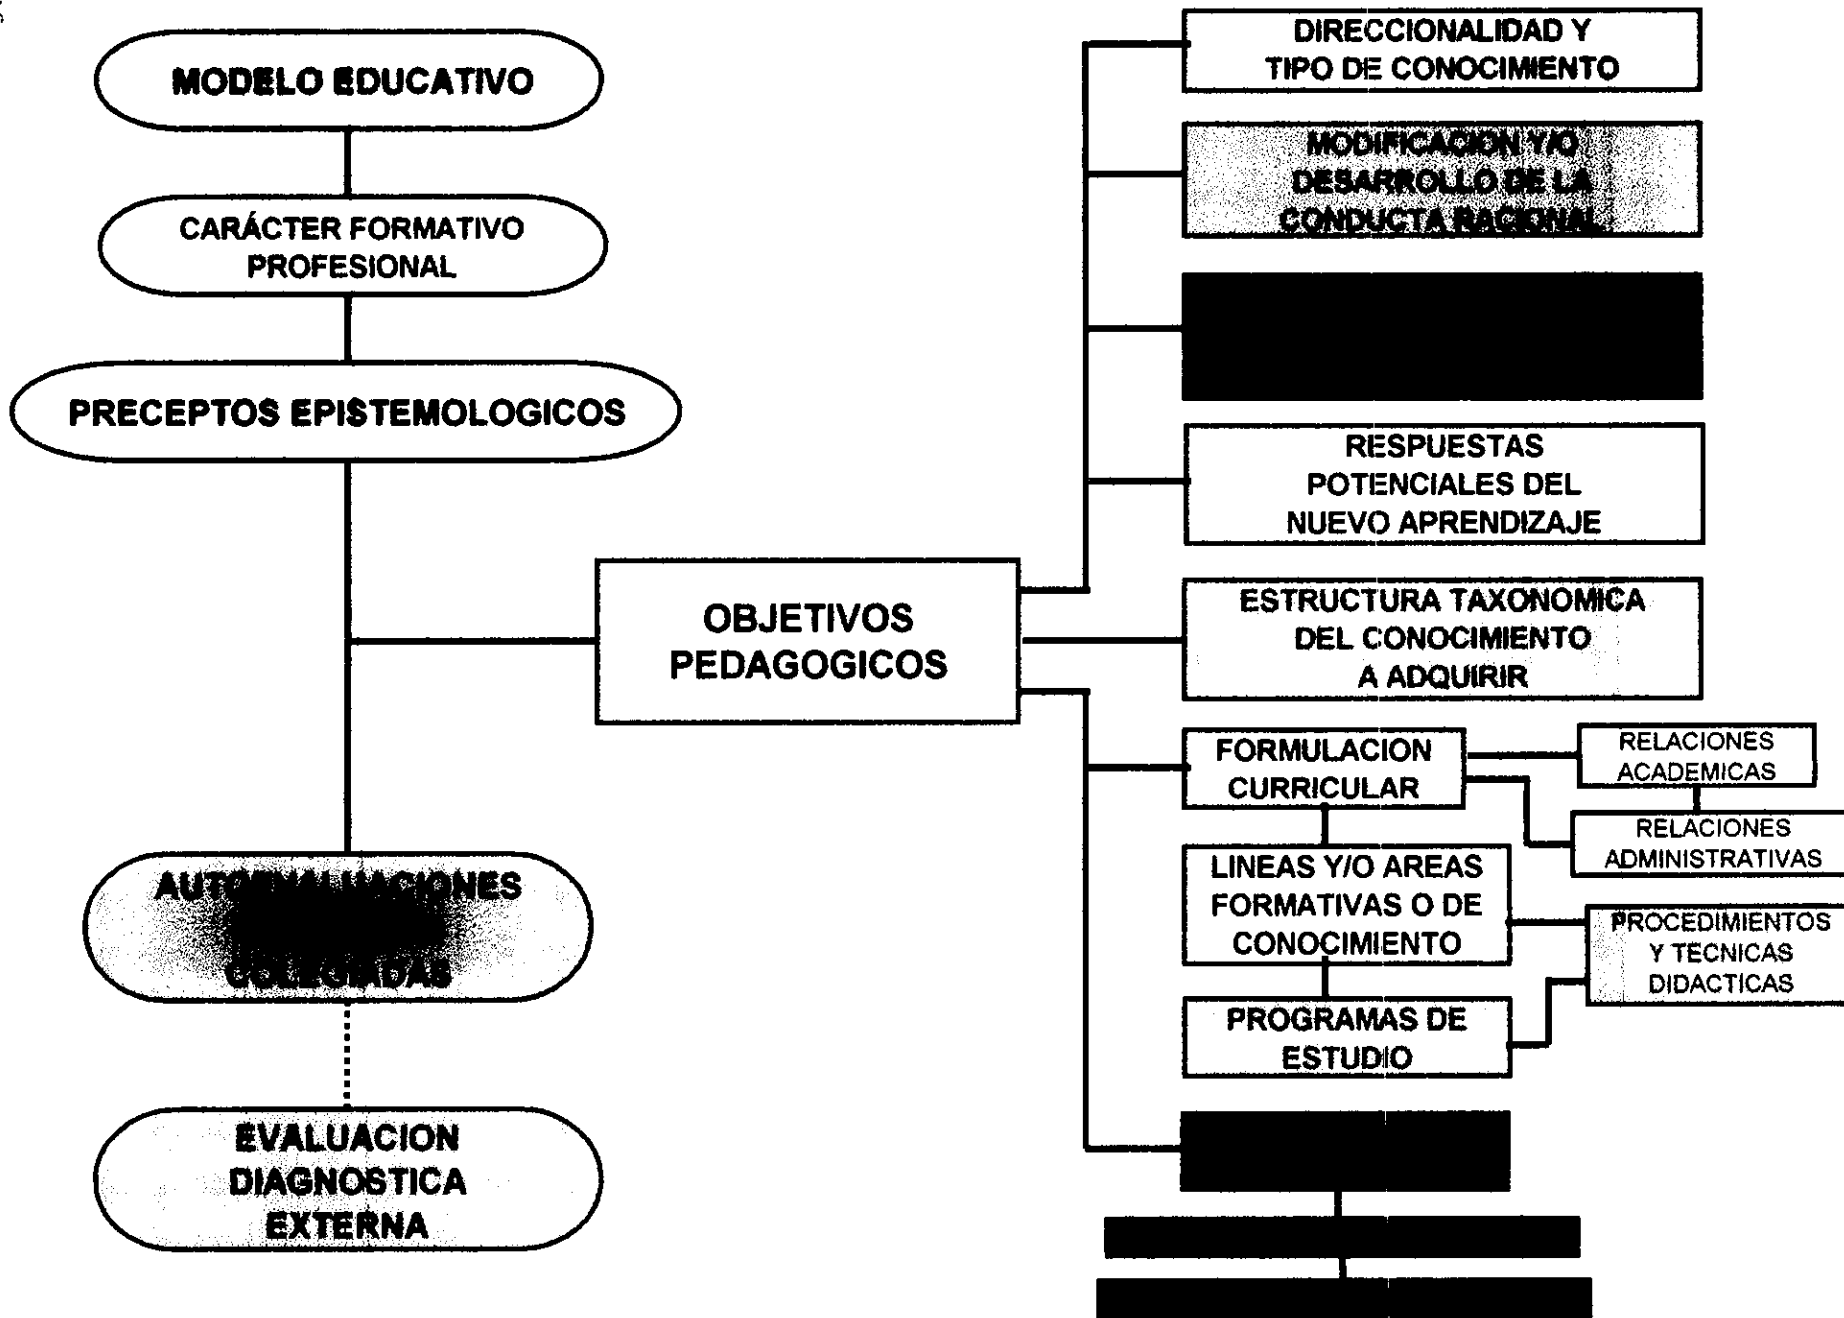 MODELO EDUCATIVO
CARÁCTER FORMATIVO
PROFESIONAL
PRECEPTOS EPISTEMOLOGICOS
AUTOEVALUACIONES
COLEGIADAS
EVALUACION
DIAGNOSTICA
EXTERNA
OBJETIVOS
PEDAGOGICOS
DIRECCIONALIDAD Y
TIPO DE CONOCIMIENTO
MODIFICACION Y/O
DESARROLLO DE LA
CONDUCTA RACIONAL
RESPUESTAS
POTENCIALES DEL
NUEVO APRENDIZAJE
ESTRUCTURA TAXONOMICA
DEL CONOCIMIENTO
A ADQUIRIR
FORMULACION
CURRICULAR
RELACIONES
ACADEMICAS
RELACIONES
ADMINISTRATIVAS
LINEAS Y/O AREAS
FORMATIVAS O DE
CONOCIMIENTO
PROCEDIMIENTOS
Y TECNICAS
DIDACTICAS
PROGRAMAS DE
ESTUDIO